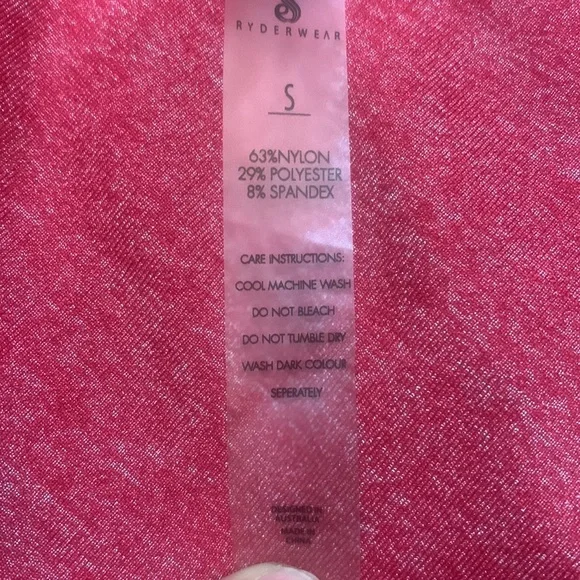 RYDERWEAR
S
63%NYLON
29% POLYESTER
8% SPANDEX
CARE INSTRUCTIONS:
COOL MACHINE WASH
DO NOT BLEACH
DO NOT TUMBLE DRY
WASH DARK COLOUR
SEPERATELY
DESIGNED IN
AUSTRALIA
MADE IN
CHINA